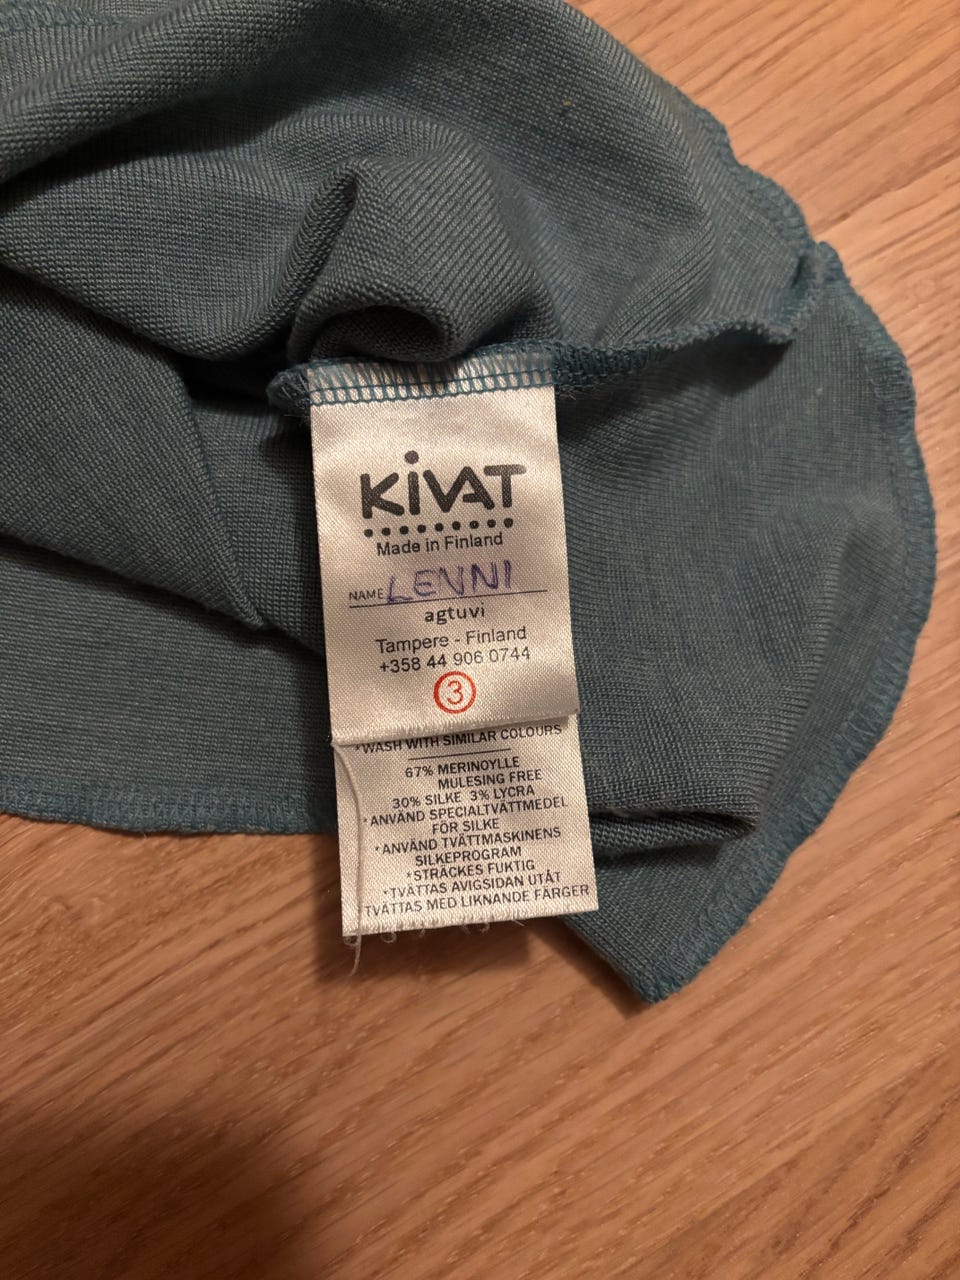 KiVAT
Made in Finland
NAME LENNI
agtuvi
Tampere - Finland
+358 44 906 0744
3
*WASH WITH SIMILAR COLOURS
67% MERINOYLLE
MULESING FREE
30% SILKE 3% LYCRA
*ANVÄND SPECIALTVÄTTMEDEL
FÖR SILKE
*ANVÄND TVÄTTMASKINENS
SILKEPROGRAM
*STRÄCKES FUKTIG
*TVÄTTAS AVIGSIDAN UTÅT
TVÄTTAS MED LIKNANDE FÄRGER